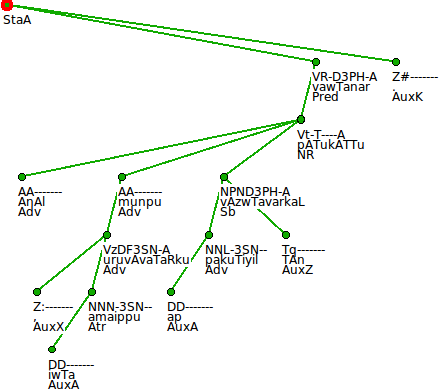 StaA
VR-D3PH-A
vawTanar
Pred
Z#-------
.
AuxK
Vt-T----A
pATukATTu
NR
AA-------
AnAl
Adv
AA-------
munpu
Adv
NPND3PH-A
vAzwTavarkaL
Sb
VzDF3SN-A
uruvAvaTaRku
Adv
NNL-3SN--
pakuTiyil
Adv
Tg-------
TAn
AuxZ
Z:-------
,
AuxX
NNN-3SN--
amaippu
Atr
DD-------
ap
AuxA
DD-------
iwTa
AuxA